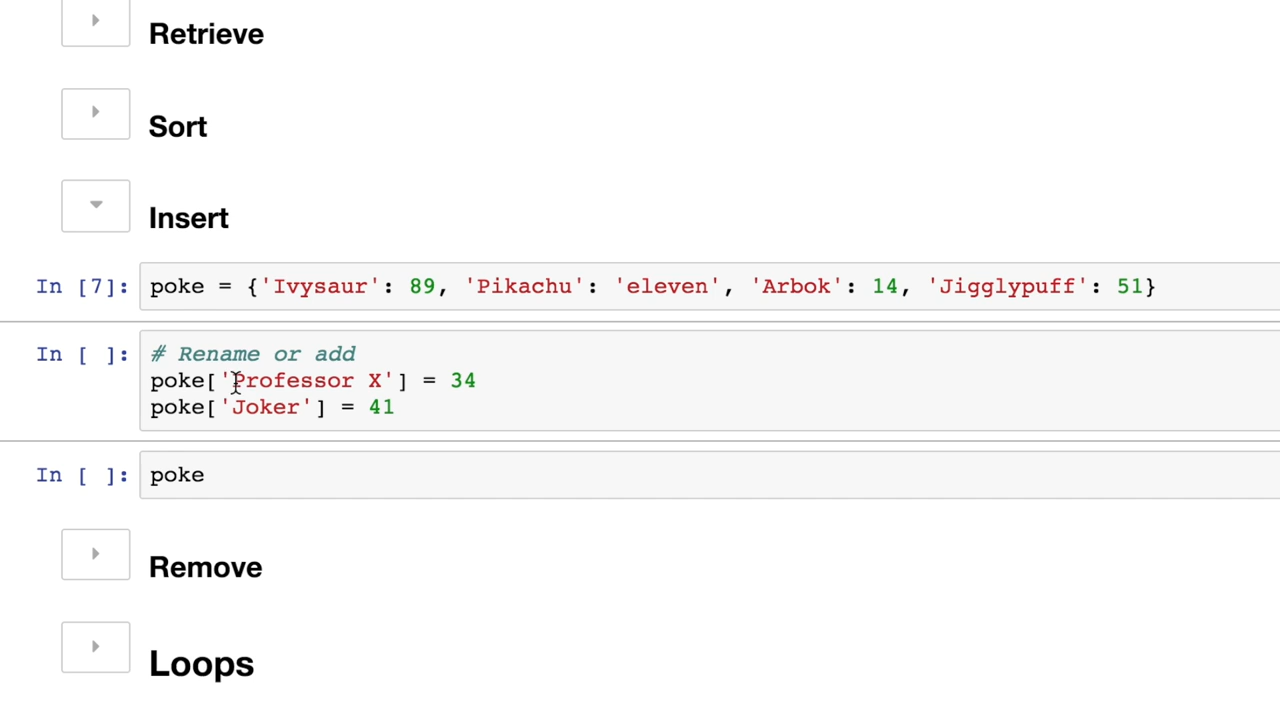 Retrieve
Sort
Insert
In [7]: poke = {'Ivysaur': 89, 'Pikachu': 'eleven', 'Arbok': 14, 'Jigglypuff': 51}
In [ ]: # Rename or add
poke['Professor X'] = 34
poke['Joker'] = 41
In [ ]: poke
Remove
Loops